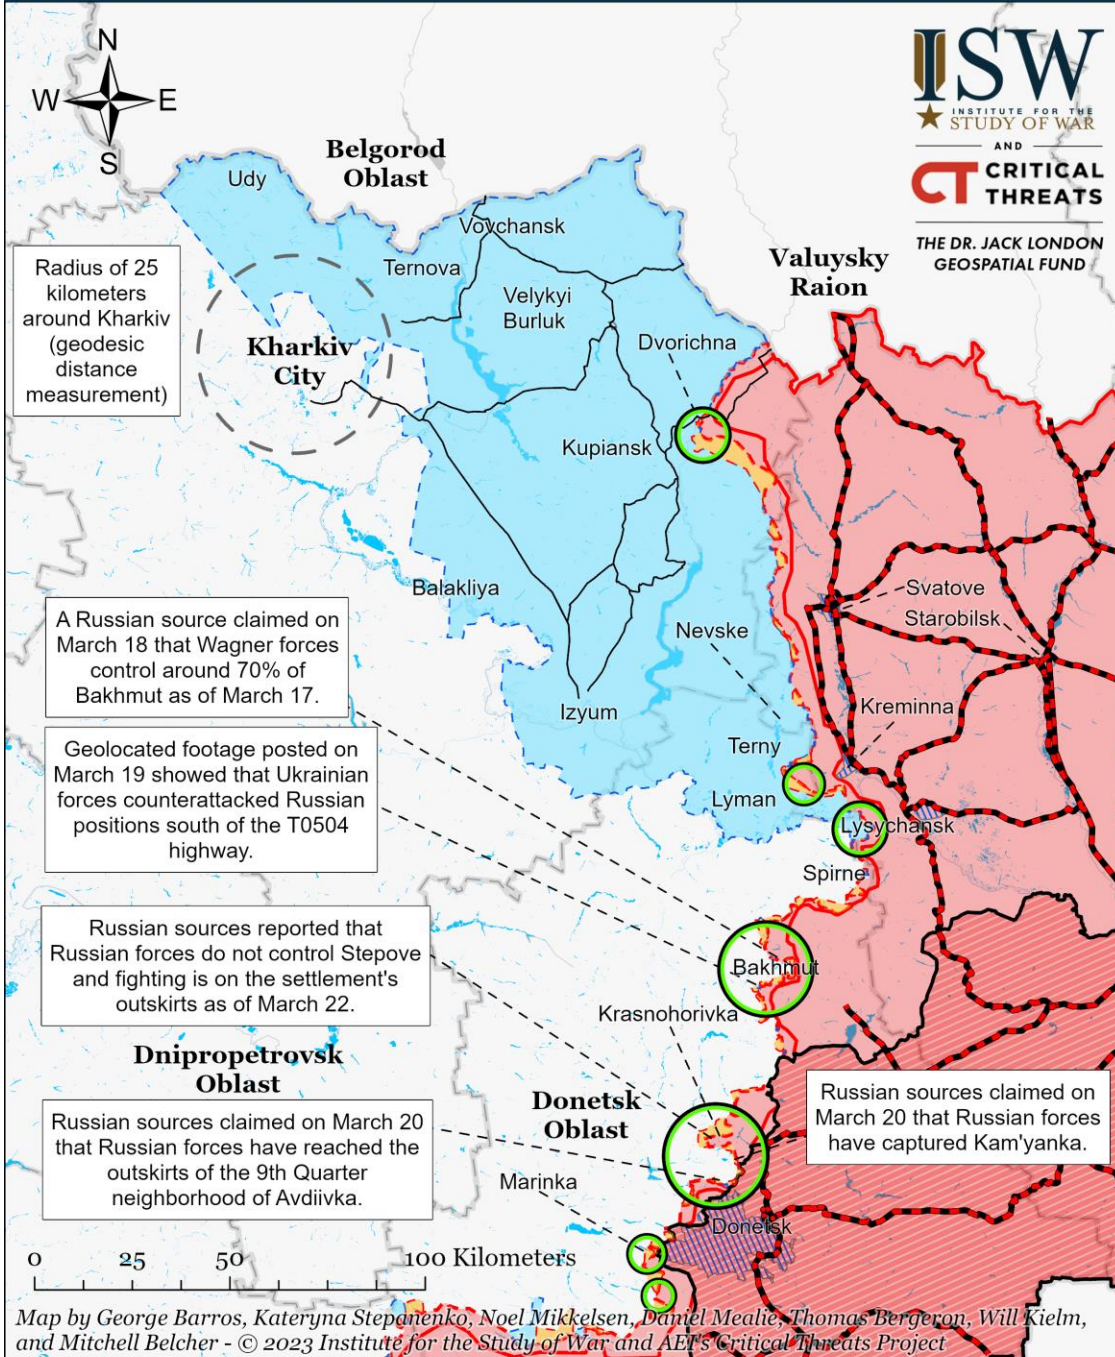 N
W E
S
ISW
INSTITUTE FOR THE
STUDY OF WAR
AND
CT CRITICAL
THREATS
THE DR. JACK LONDON
GEOSPATIAL FUND
Belgorod
Oblast
Udy
Vovchansk
Ternova
Velykyi
Burluk
Valuysky
Raion
Radius of 25
kilometers
around Kharkiv
(geodesic
distance
measurement)
Kharkiv
City
Dvorichna
Kupiansk
Balakliya
Svatove
Starobilsk
Nevske
A Russian source claimed on
March 18 that Wagner forces
control around 70% of
Bakhmut as of March 17.
Izyum
Kreminna
Terny
Geolocated footage posted on
March 19 showed that Ukrainian
forces counterattacked Russian
positions south of the T0504
highway.
Lyman
Lysychansk
Spirne
Russian sources reported that
Russian forces do not control Stepove
and fighting is on the settlement's
outskirts as of March 22.
Bakhmut
Krasnohorivka
Dnipropetrovsk
Oblast
Donetsk
Oblast
Russian sources claimed on
March 20 that Russian forces
have captured Kam'yanka.
Russian sources claimed on March 20
that Russian forces have reached the
outskirts of the 9th Quarter
neighborhood of Avdiivka.
Marinka
Donetsk
0 25 50 100 Kilometers
Map by George Barros, Kateryna Stepanenko, Noel Mikkelsen, Daniel Mealie, Thomas Bergeron, Will Kielm,
and Mitchell Belcher - © 2023 Institute for the Study of War and AEI's Critical Threats Project